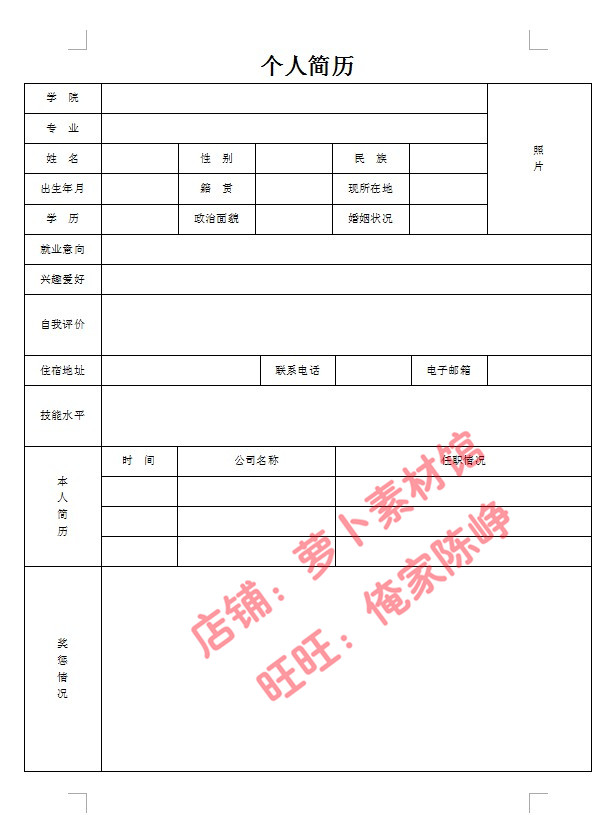 个人简历
学 院
专 业
照
片
姓 名 性 别 民 族
出生年月 籍 贯 现所在地
学 历 政治面貌 婚姻状况
就业意向
兴趣爱好
自我评价
住宿地址 联系电话 电子邮箱
技能水平
本
人
简
历
时 间 公司名称 任职情况
奖
惩
情
况
店铺：萝卜素材馆
旺旺：俺家陈峥